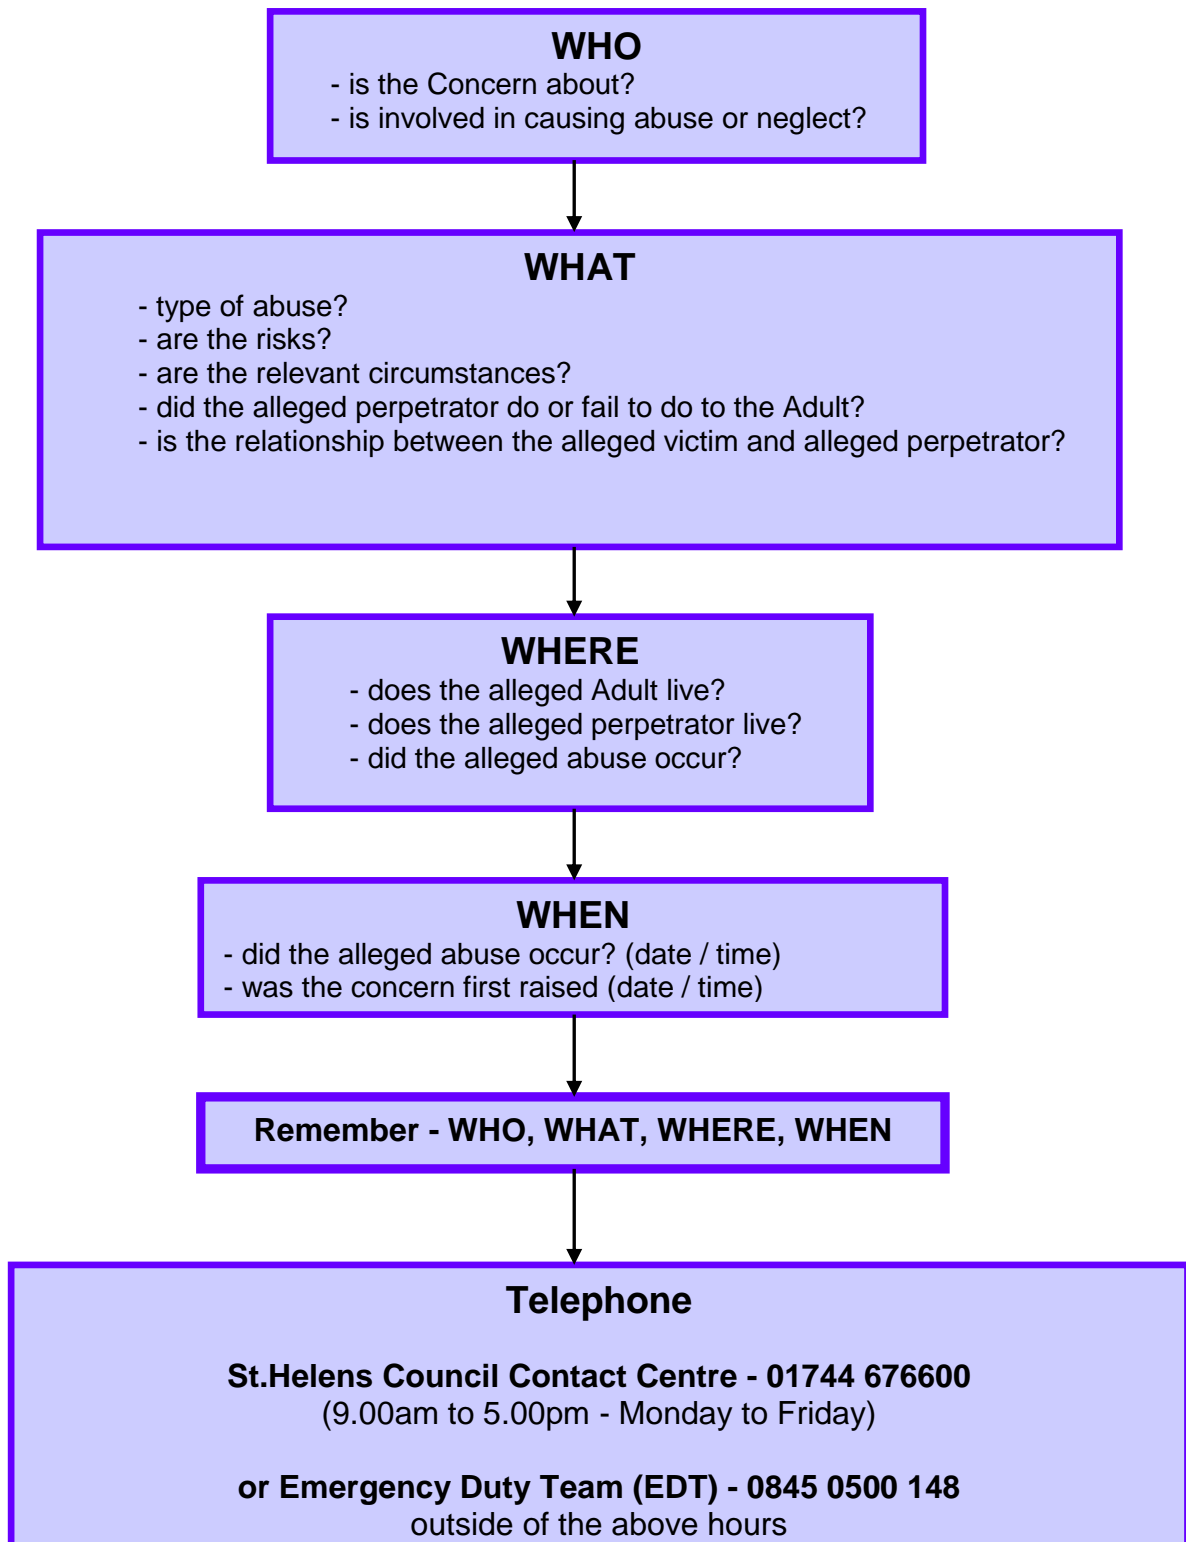 WHO
- is the Concern about?
- is involved in causing abuse or neglect?
WHAT
- type of abuse?
- are the risks?
- are the relevant circumstances?
- did the alleged perpetrator do or fail to do to the Adult?
- is the relationship between the alleged victim and alleged perpetrator?
WHERE
- does the alleged Adult live?
- does the alleged perpetrator live?
- did the alleged abuse occur?
WHEN
- did the alleged abuse occur? (date / time)
- was the concern first raised (date / time)
Remember - WHO, WHAT, WHERE, WHEN
Telephone
St.Helens Council Contact Centre - 01744 676600
(9.00am to 5.00pm - Monday to Friday)
or Emergency Duty Team (EDT) - 0845 0500 148
outside of the above hours